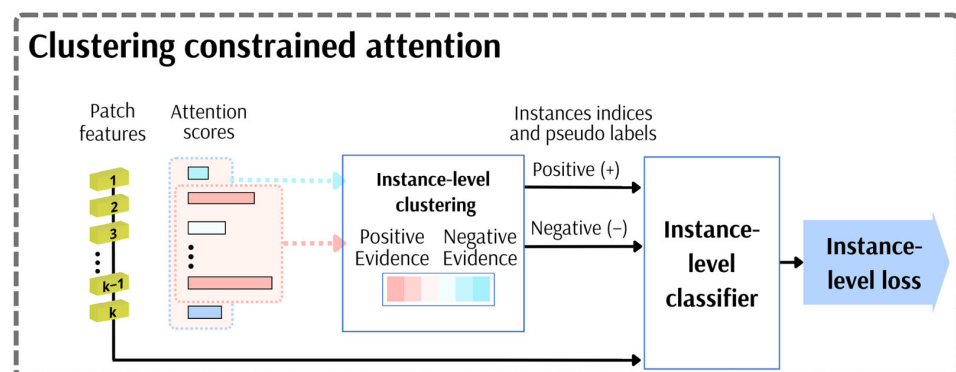 Clustering constrained attention
Patch
features
Attention
scores
Instances indices
and pseudo labels
1
2
3
k–1
k
Instance-level
clustering
Positive
Evidence
Negative
Evidence
Positive (+)
Negative (–)
Instance-
level
classifier
Instance-
level loss